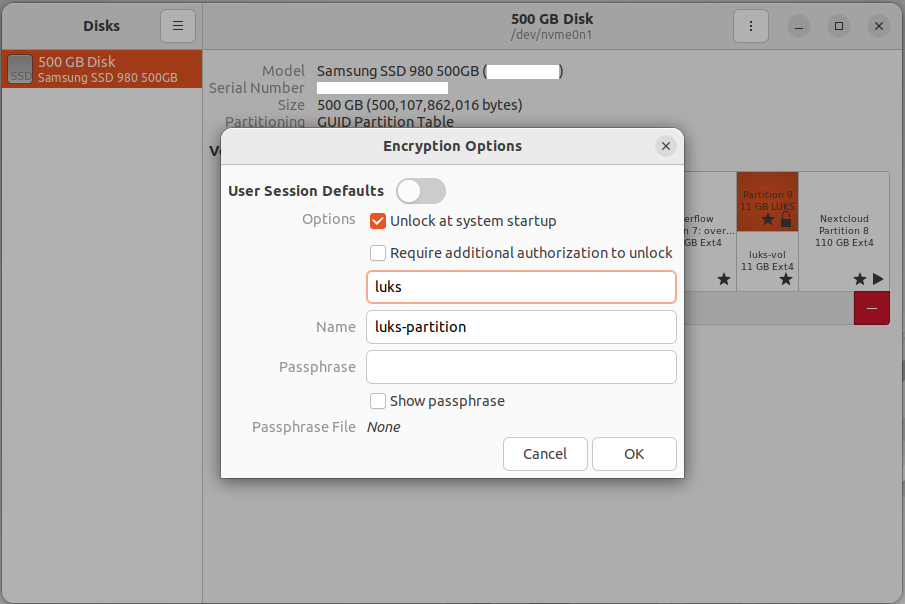 Disks
500 GB Disk
/dev/nvme0n1
SSD
500 GB Disk
Samsung SSD 980 500GB
Model Samsung SSD 980 500GB ( )
Serial Number
Size 500 GB (500,107,862,016 bytes)
Partitioning GUID Partition Table
Encryption Options
User Session Defaults
Options
Unlock at system startup
Require additional authorization to unlock
luks
Name luks-partition
Passphrase
Show passphrase
Passphrase File None
Cancel OK
erflow
n 7: over...
GB Ext4
Partition 9
11 GB LUKS
luks-vol
11 GB Ext4
Nextcloud
Partition 8
110 GB Ext4